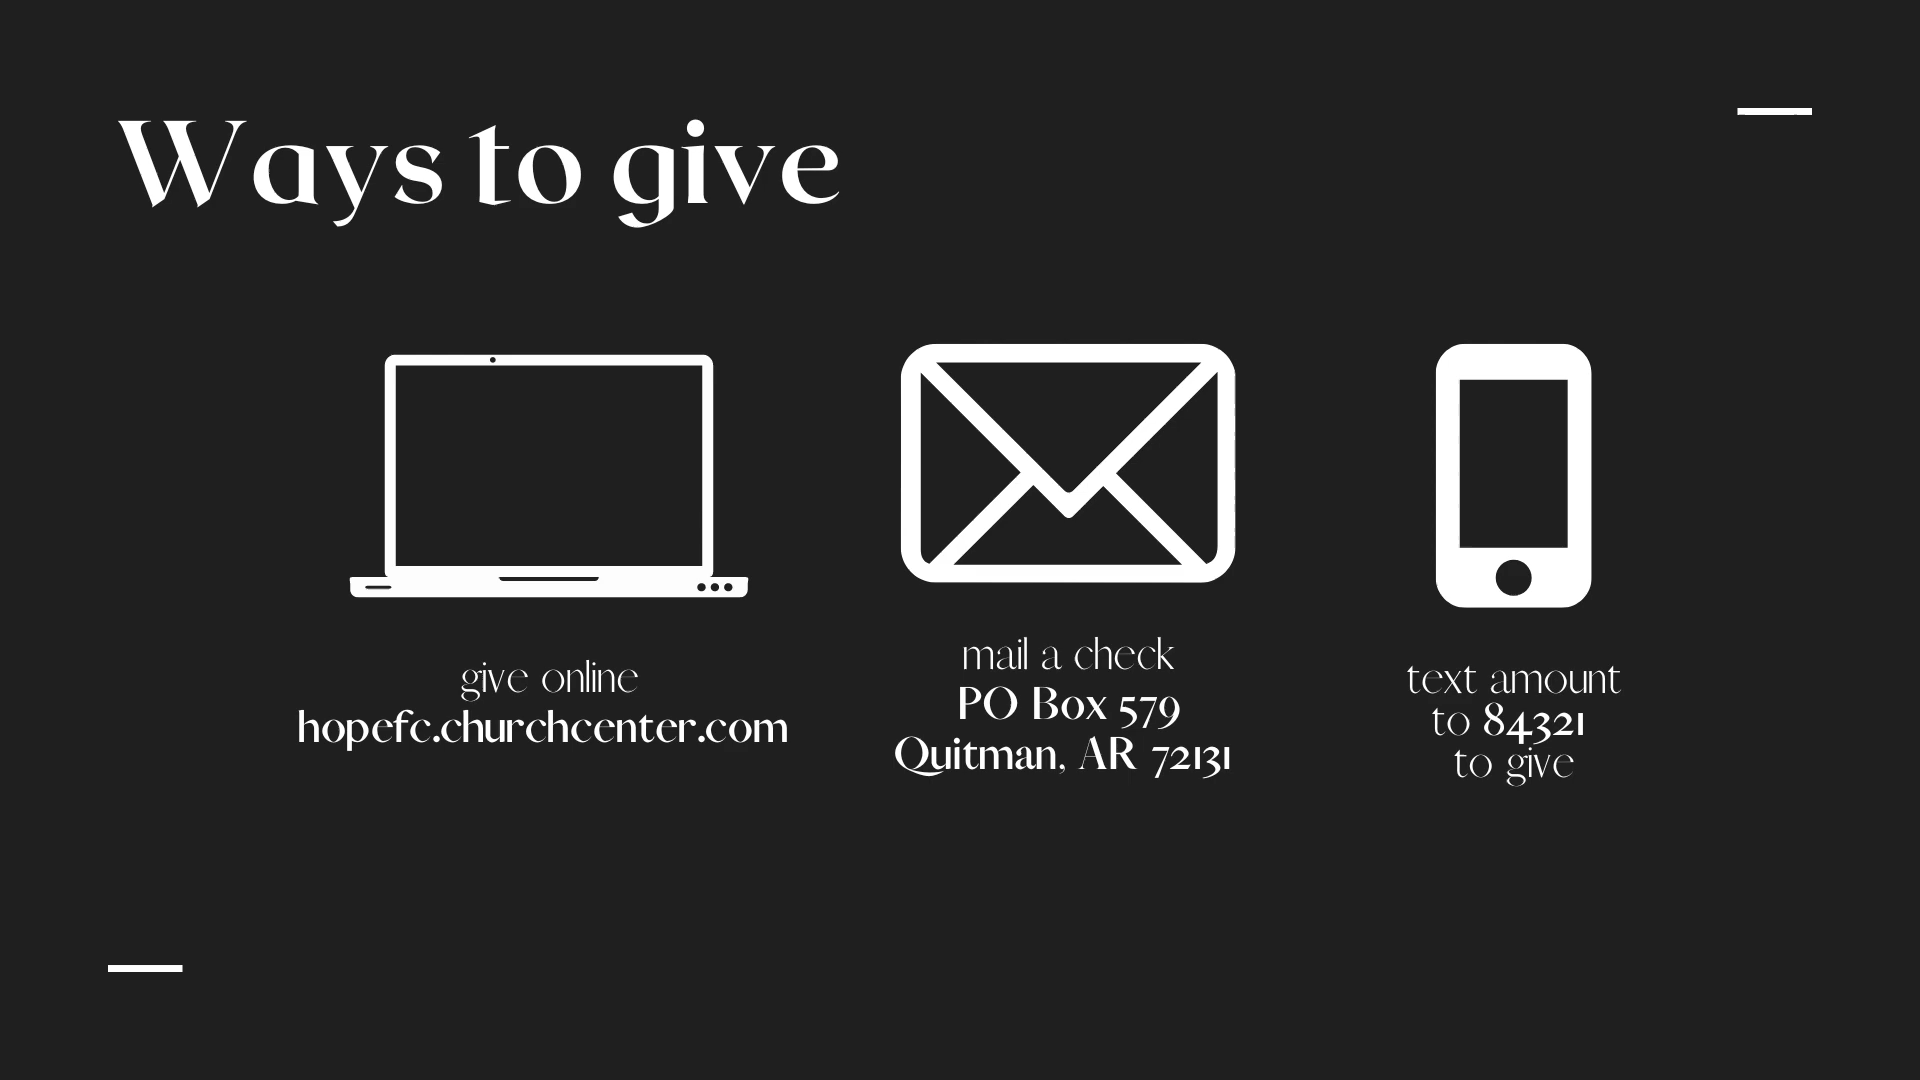 Ways to give
give online
hopefc.churchcenter.com
mail a check
PO Box 579
Quitman, AR 72131
text amount
to 84321
to give